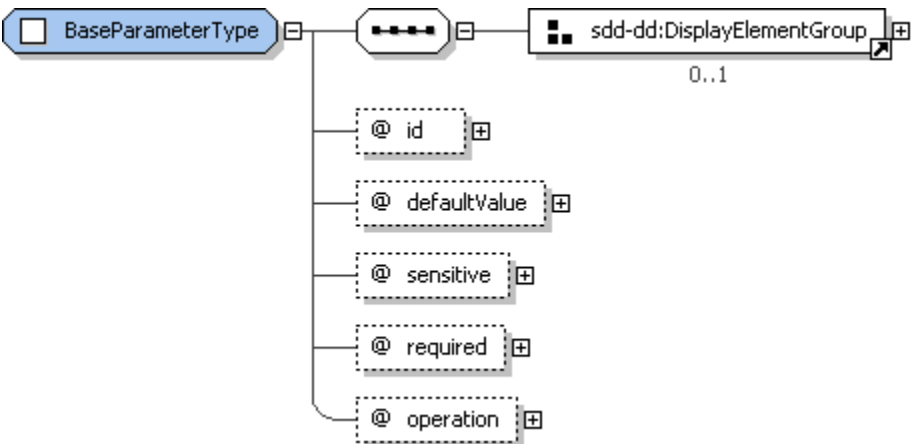 BaseParameterType
sdd-dd:DisplayElementGroup
0..1
@ id
@ defaultValue
@ sensitive
@ required
@ operation